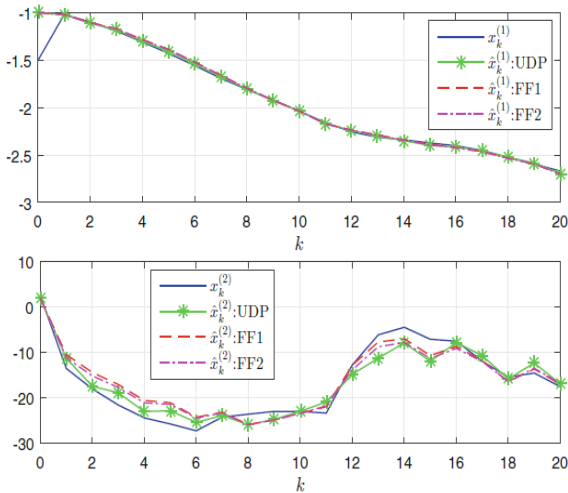 -1
-1.5
-2
-2.5
-3
0 2 4 6 8 10 12 14 16 18 20
k
x_k^{(1)}
x̂_k^{(1)}:UDP
x̂_k^{(1)}:FF1
x̂_k^{(1)}:FF2
10
0
-10
-20
-30
0 2 4 6 8 10 12 14 16 18 20
k
x_k^{(2)}
x̂_k^{(2)}:UDP
x̂_k^{(2)}:FF1
x̂_k^{(2)}:FF2